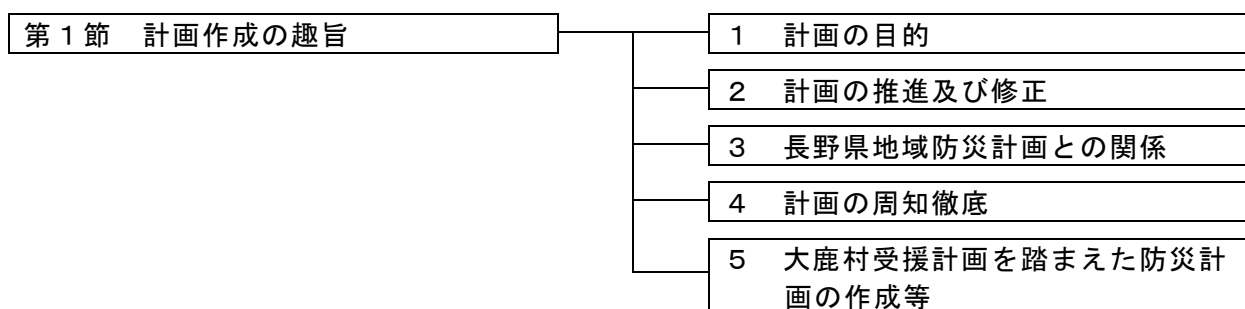 第１節　計画作成の趣旨
１　計画の目的
２　計画の推進及び修正
３　長野県地域防災計画との関係
４　計画の周知徹底
５　大鹿村受援計画を踏まえた防災計
画の作成等